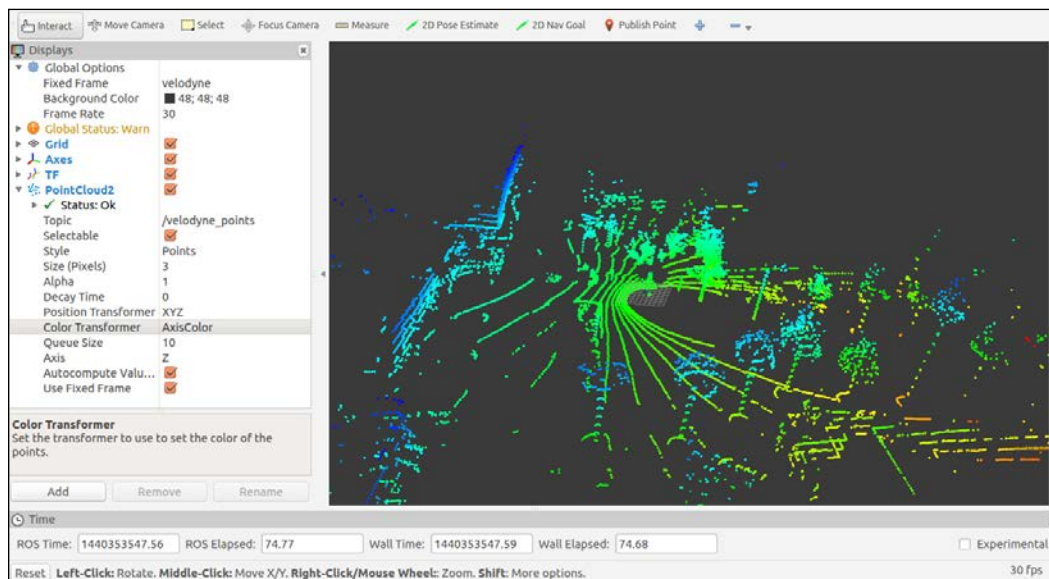 Interact Move Camera Select Focus Camera Measure 2D Pose Estimate 2D Nav Goal Publish Point
Displays
Global Options
Fixed Frame velodyne
Background Color 48; 48; 48
Frame Rate 30
Global Status: Warn
Grid
Axes
TF
PointCloud2
Status: Ok
Topic /velodyne_points
Selectable
Style Points
Size (Pixels) 3
Alpha 1
Decay Time 0
Position Transformer XYZ
Color Transformer AxisColor
Queue Size 10
Axis Z
Autocompute Valu...
Use Fixed Frame
Color Transformer
Set the transformer to use to set the color of the
points.
Add Remove Rename
Time
ROS Time: 1440353547.56 ROS Elapsed: 74.77 Wall Time: 1440353547.59 Wall Elapsed: 74.68 Experimental
Reset Left-Click: Rotate. Middle-Click: Move X/Y. Right-Click/Mouse Wheel:: Zoom. Shift: More options. 30 fps